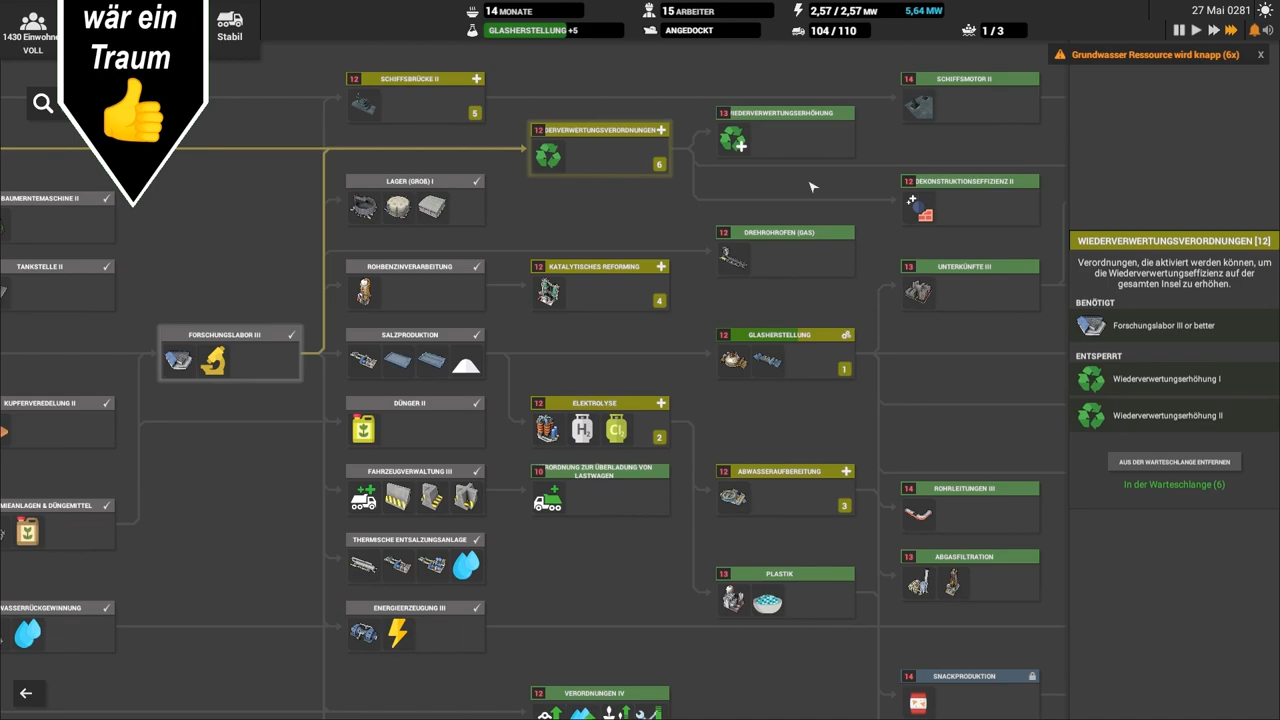 wär ein
Traum
1430 Einwohne
VOLL
Stabil
14 MONATE
GLASHERSTELLUNG +5
15 ARBEITER
ANGEDOCKT
2,57 / 2,57 MW
5,64 MW
104 / 110
1 / 3
27 Mai 0281
Grundwasser Ressource wird knapp (6x)
X
12 SCHIFFSBRÜCKE II
5
14 SCHIFFSMOTOR II
13 IEDERVERWERTUNGSERHÖHUNG
12 DERVERWERTUNGSVERORDNUNGEN
6
BAUMERNTEMASCHINE II
LAGER (GROß) I
12 DEKONSTRUKTIONSEFFIZIENZ II
12 DREHROHROFEN (GAS)
TANKSTELLE II
ROHBENZINVERARBEITUNG
12 KATALYTISCHES REFORMING
4
13 UNTERKÜNFTE III
FORSCHUNGSLABOR III
SALZPRODUKTION
12 GLASHERSTELLUNG
1
KUPFERVEREDELUNG II
DÜNGER II
12 ELEKTROLYSE
H2
Cl2
2
FAHRZEUGVERWALTUNG III
10 ORDNUNG ZUR ÜBERLADUNG VON
LASTWAGEN
12 ABWASSERAUFBEREITUNG
3
14 ROHRLEITUNGEN III
MIEANLAGEN & DÜNGEMITTEL
THERMISCHE ENTSALZUNGSANLAGE
13 ABGASFILTRATION
13 PLASTIK
WASSERRÜCKGEWINNUNG
ENERGIEERZEUGUNG III
14 SNACKPRODUKTION
12 VERORDNUNGEN IV
WIEDERVERWERTUNGSVERORDNUNGEN [12]
Verordnungen, die aktiviert werden können, um
die Wiederverwertungseffizienz auf der
gesamten Insel zu erhöhen.
BENÖTIGT
Forschungslabor III or better
ENTSPERRT
Wiederverwertungserhöhung I
Wiederverwertungserhöhung II
AUS DER WARTESCHLANGE ENTFERNEN
In der Warteschlange (6)